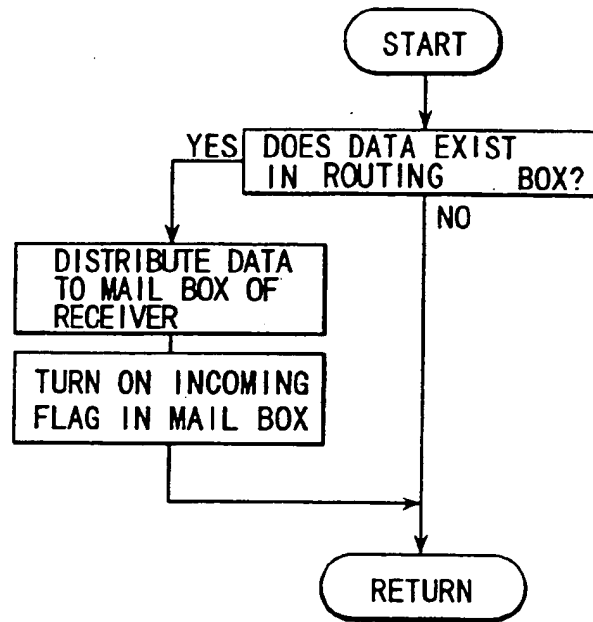 START
YES
DOES DATA EXIST
IN ROUTING BOX?
NO
DISTRIBUTE DATA
TO MAIL BOX OF
RECEIVER
TURN ON INCOMING
FLAG IN MAIL BOX
RETURN